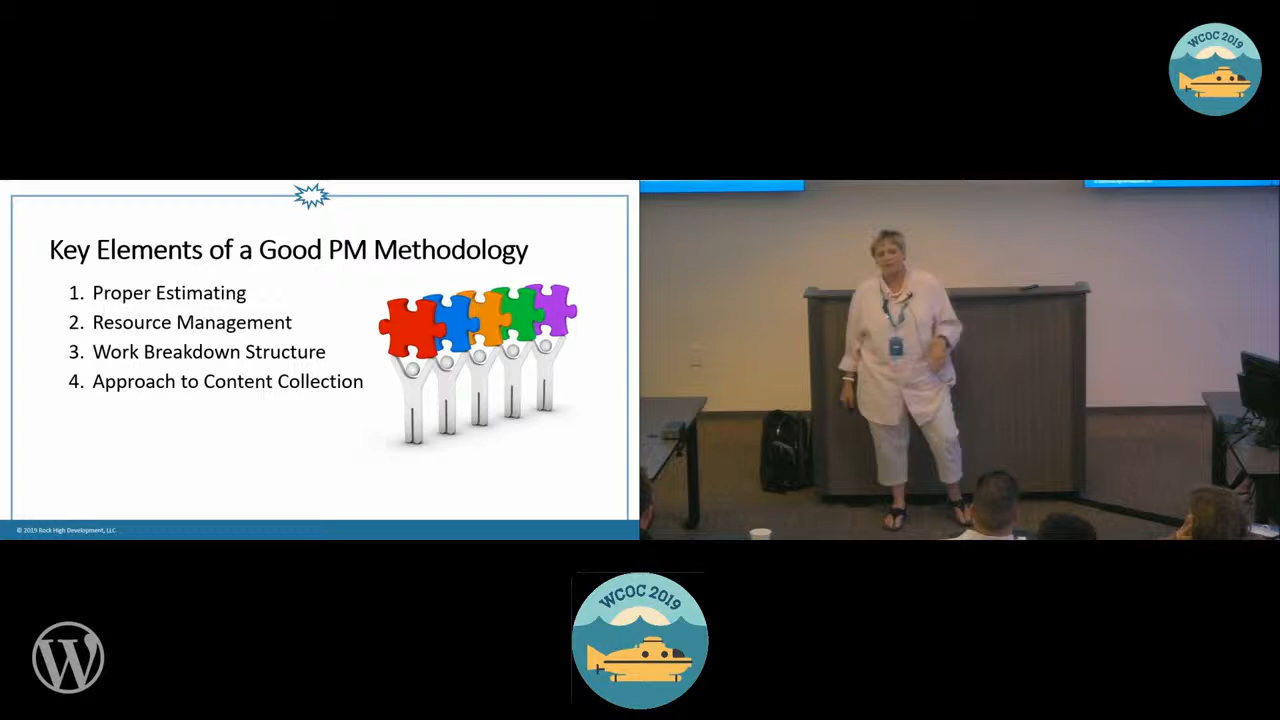 WCOC 2019
Key Elements of a Good PM Methodology
1. Proper Estimating
2. Resource Management
3. Work Breakdown Structure
4. Approach to Content Collection
© 2019 Rock High Development, LLC
WCOC 2019